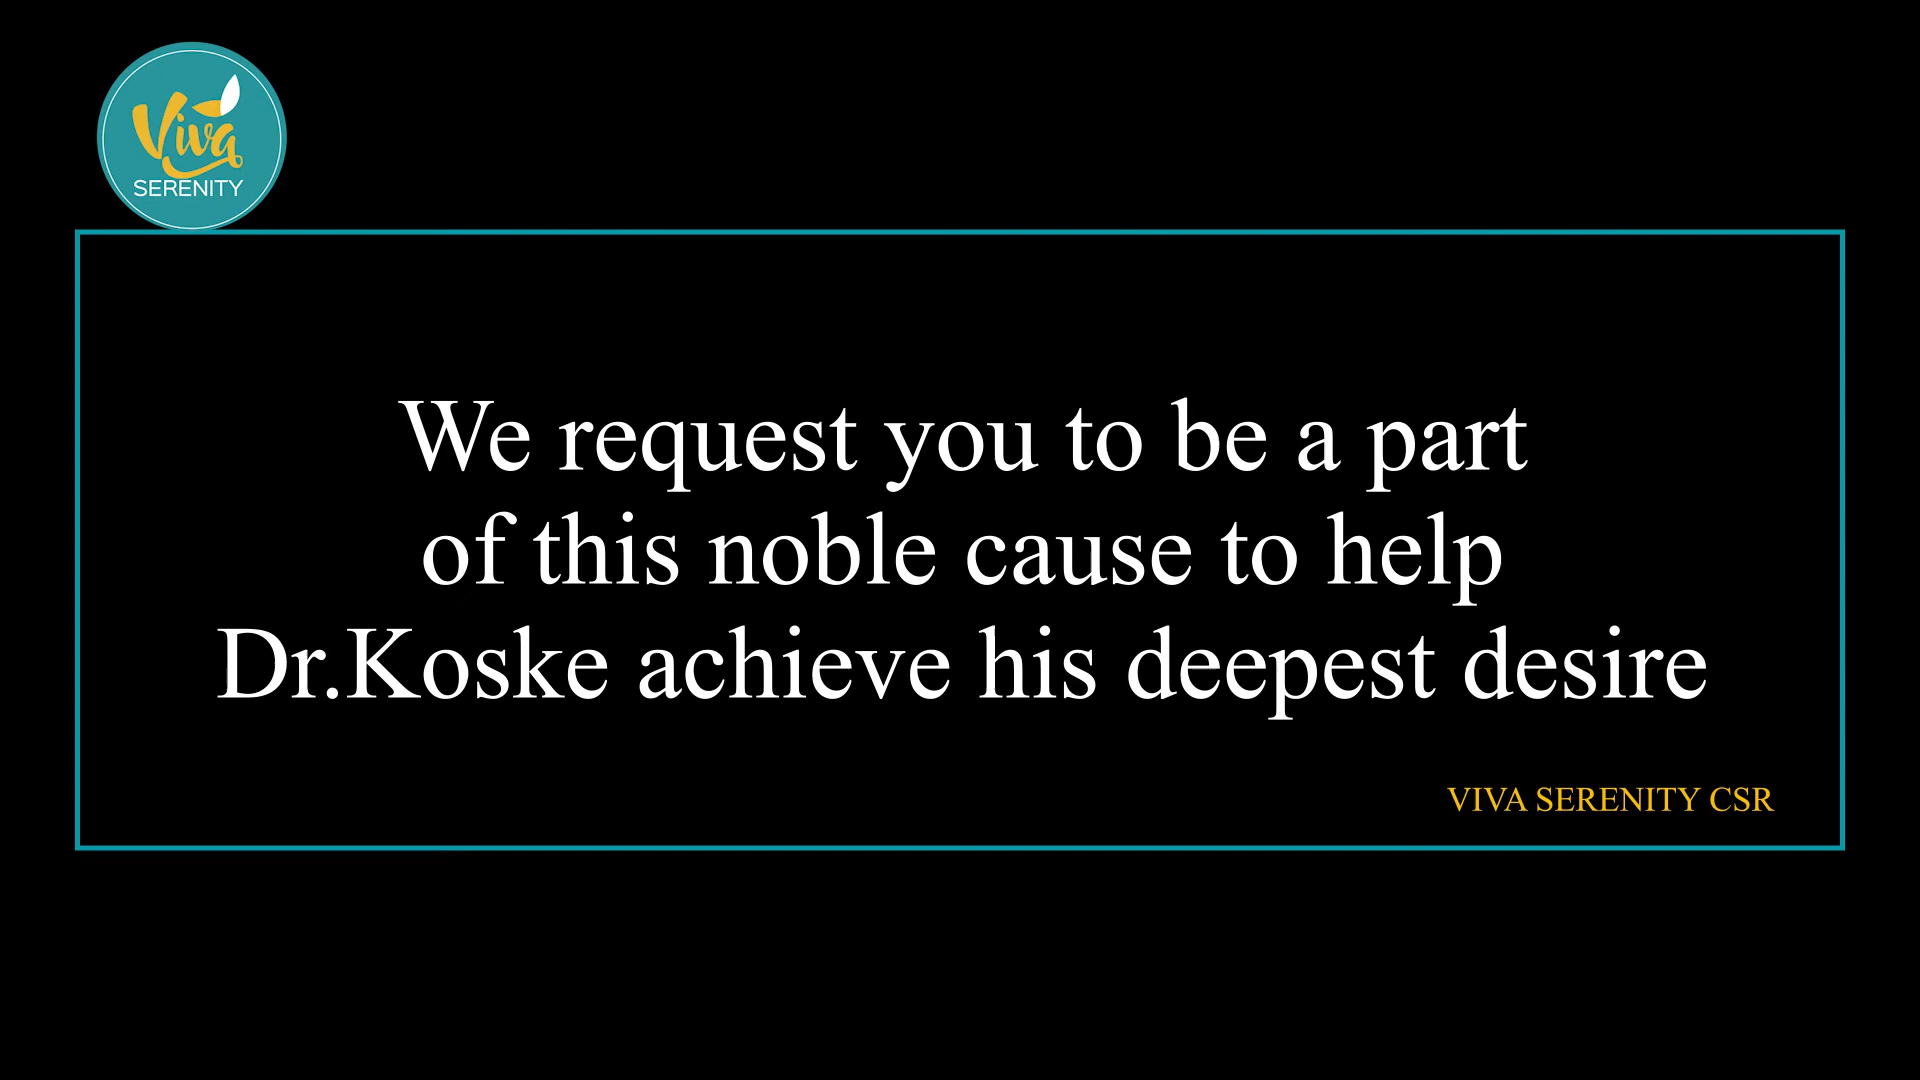 Viva
SERENITY
We request you to be a part
of this noble cause to help
Dr.Koske achieve his deepest desire
VIVA SERENITY CSR